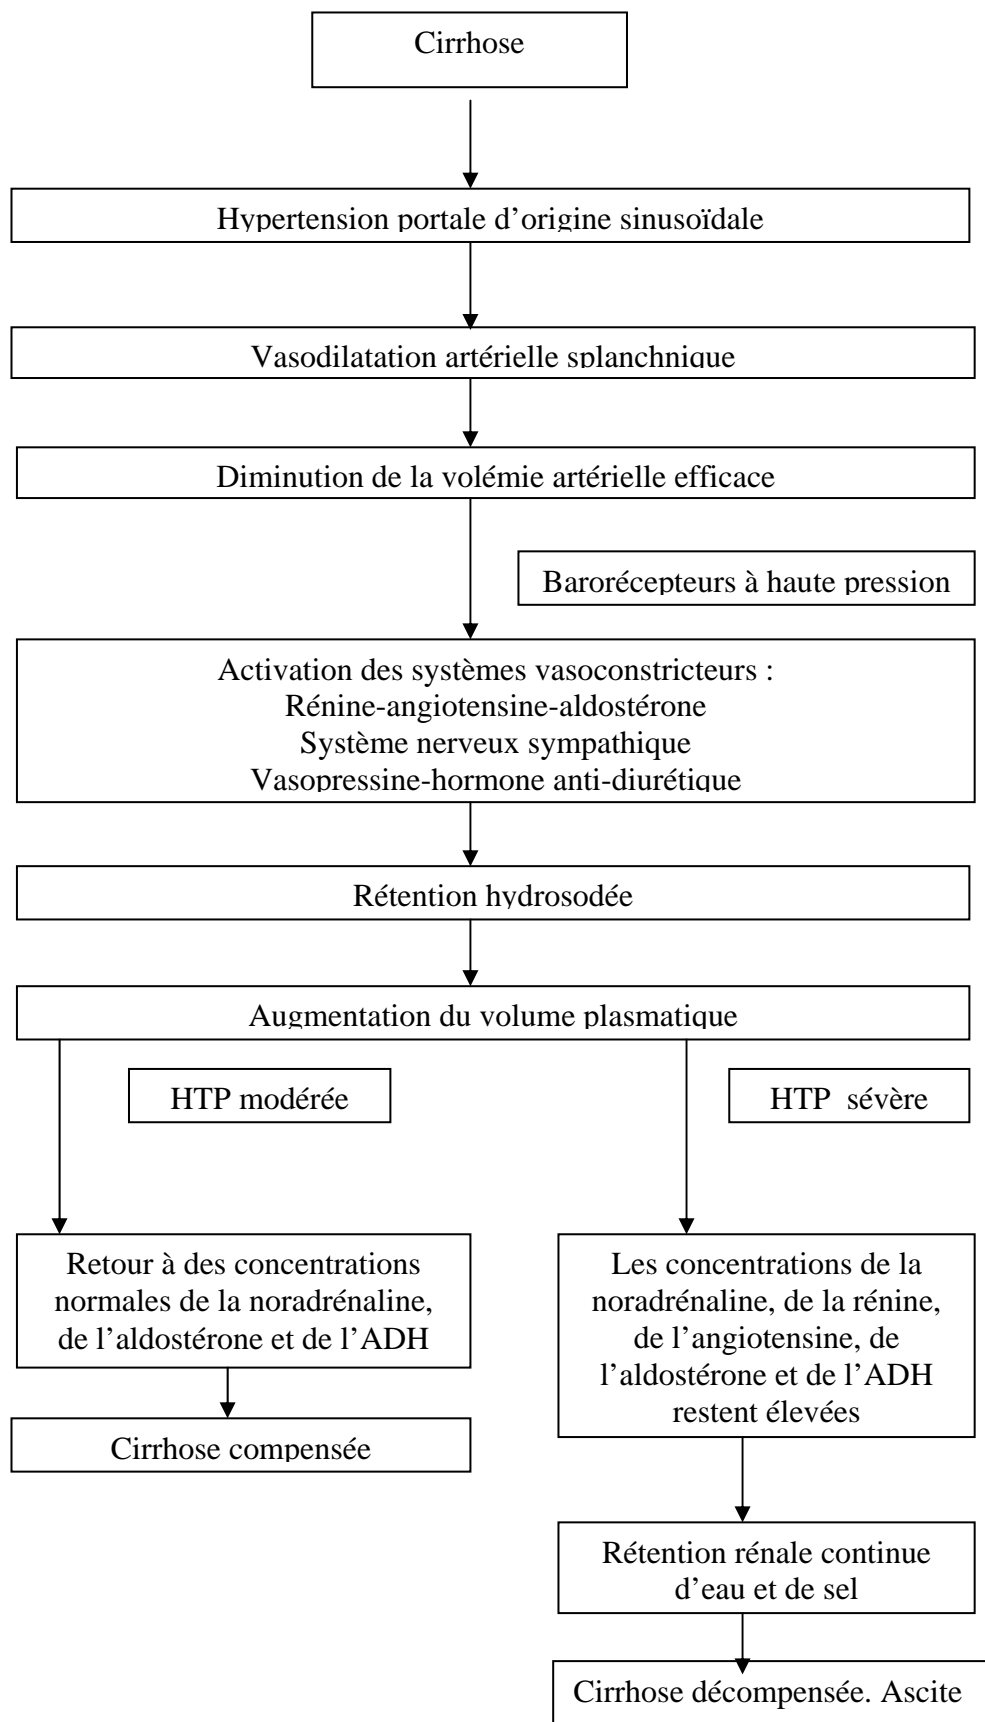 Cirrhose
Hypertension portale d’origine sinusoïdale
Vasodilatation artérielle splanchnique
Diminution de la volémie artérielle efficace
Barorécepteurs à haute pression
Activation des systèmes vasoconstricteurs :
Rénine-angiotensine-aldostérone
Système nerveux sympathique
Vasopressine-hormone anti-diurétique
Rétention hydrosodée
Augmentation du volume plasmatique
HTP modérée
HTP sévère
Retour à des concentrations
normales de la noradrénaline,
de l’aldostérone et de l’ADH
Cirrhose compensée
Les concentrations de la
noradrénaline, de la rénine,
de l’angiotensine, de
l’aldostérone et de l’ADH
restent élevées
Rétention rénale continue
d’eau et de sel
Cirrhose décompensée. Ascite